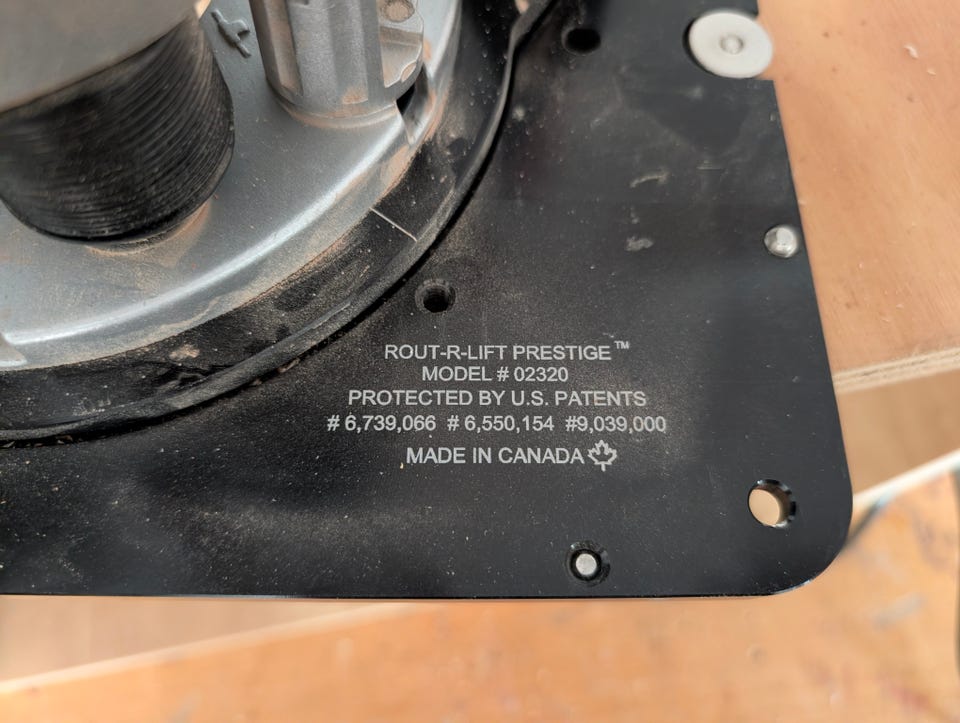 ROUT-R-LIFT PRESTIGE™
MODEL # 02320
PROTECTED BY U.S. PATENTS
# 6,739,066 # 6,550,154 #9,039,000
MADE IN CANADA